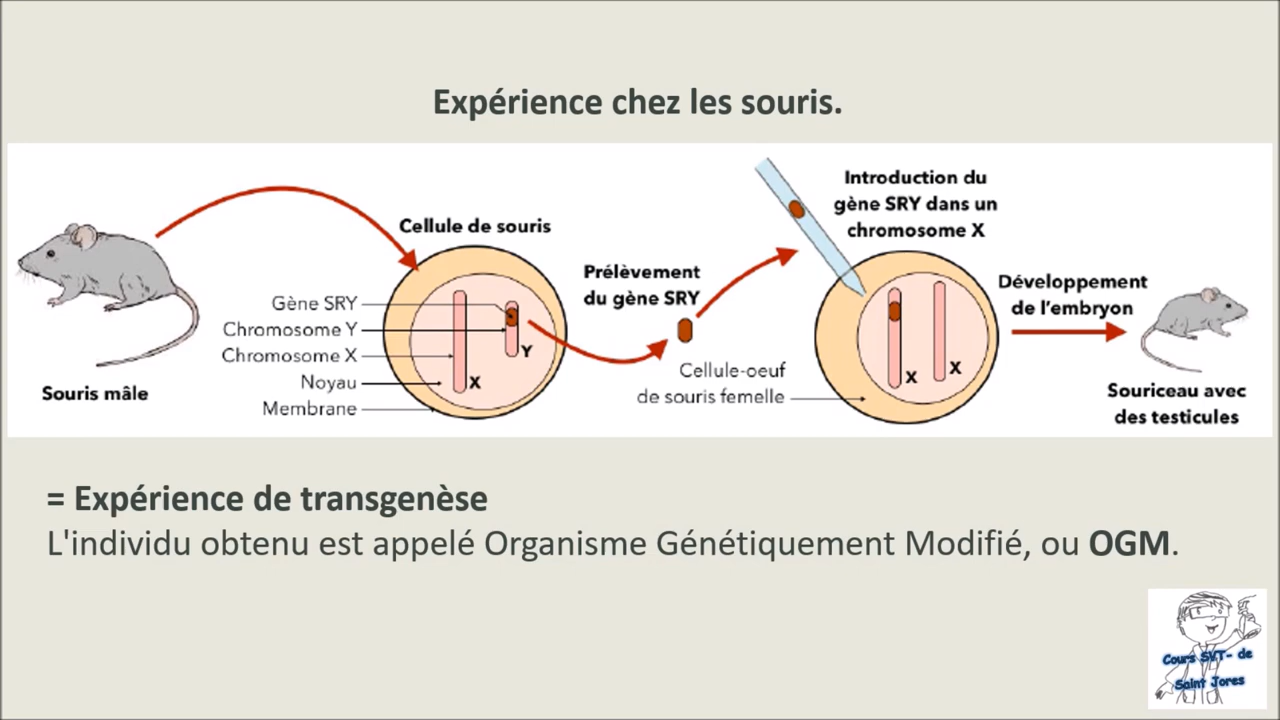 Expérience chez les souris.
Souris mâle
Cellule de souris
Gène SRY
Chromosome Y
Chromosome X
Noyau
Membrane
Y
X
Prélèvement
du gène SRY
Introduction du
gène SRY dans un
chromosome X
Cellule-oeuf
de souris femelle
X
X
Développement
de l'embryon
Souriceau avec
des testicules
= Expérience de transgenèse
L'individu obtenu est appelé Organisme Génétiquement Modifié, ou OGM.
Cours SVT- de
Saint Jores